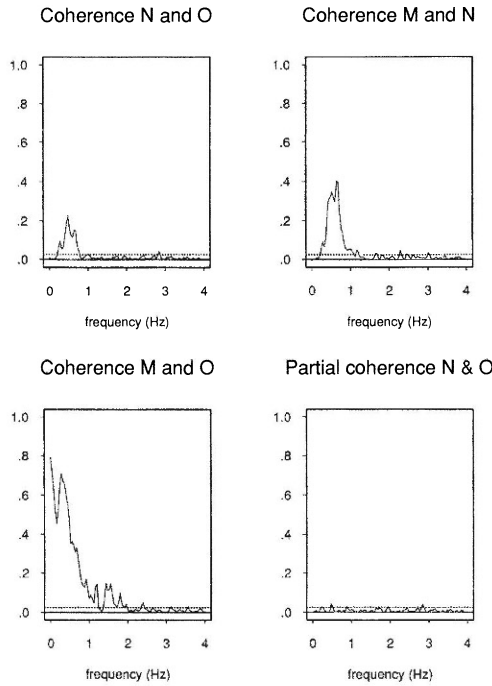 Coherence N and O
1.0
.8
.6
.4
.2
.0
0 1 2 3 4
frequency (Hz)
Coherence M and N
1.0
.8
.6
.4
.2
.0
0 1 2 3 4
frequency (Hz)
Coherence M and O
1.0
.8
.6
.4
.2
.0
0 1 2 3 4
frequency (Hz)
Partial coherence N & O
1.0
.8
.6
.4
.2
.0
0 1 2 3 4
frequency (Hz)